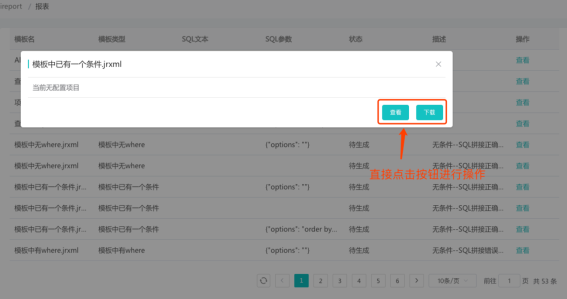 ireport / 报表
模板名 模板类型 SQL文本 SQL参数 状态 描述 操作
查看
模板中已有一个条件.jrxml ×
查看
当前无配置项目
查看
查看 下载
查看
模板中无where.jrxml 模板中无where {"options": ""} 待生成 无条件--SQL拼接正确... 查看
直接点击按钮进行操作
模板中无where.jrxml 模板中无where {"options": ""} 待生成 无条件--SQL拼接正确... 查看
模板中已有一个条件.jr... 模板中已有一个条件 待生成 无条件--SQL拼接正确... 查看
模板中已有一个条件.jr... 模板中已有一个条件 待生成 无条件--SQL拼接正确... 查看
模板中已有一个条件.jr... 模板中已有一个条件 {"options": "order by... 待生成 无条件--SQL拼接正确... 查看
模板中有where.jrxml 模板中有where {"options": ""} 待生成 无条件--SQL拼接错误... 查看
1 2 3 4 5 6 10条/页 前往 1 页 共 53 条